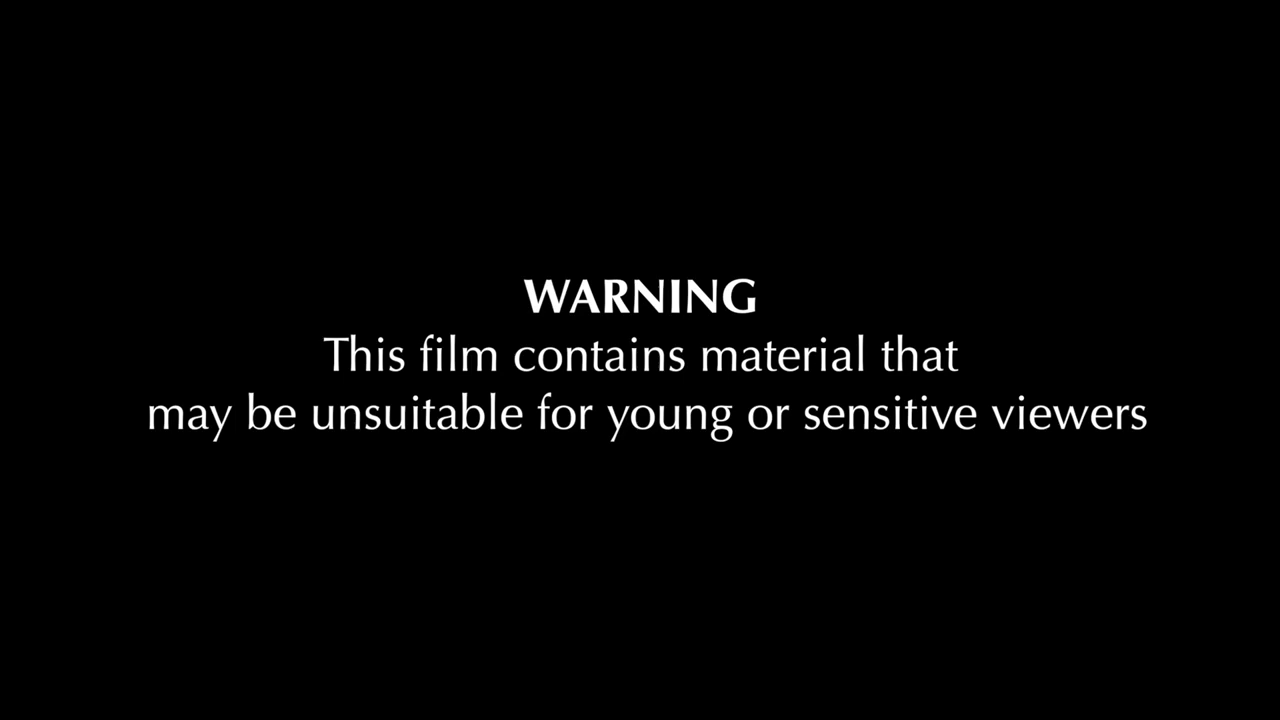 WARNING
This film contains material that
may be unsuitable for young or sensitive viewers